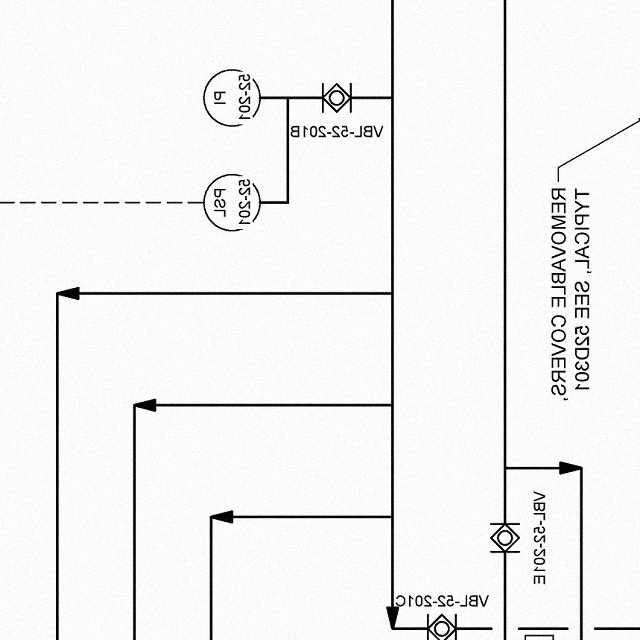 PI
52-201
VBL-52-201B
PSL
52-201
REMOVABLE COVERS,
TYPICAL, SEE 103D326
VBL-52-201E
VBL-52-201C